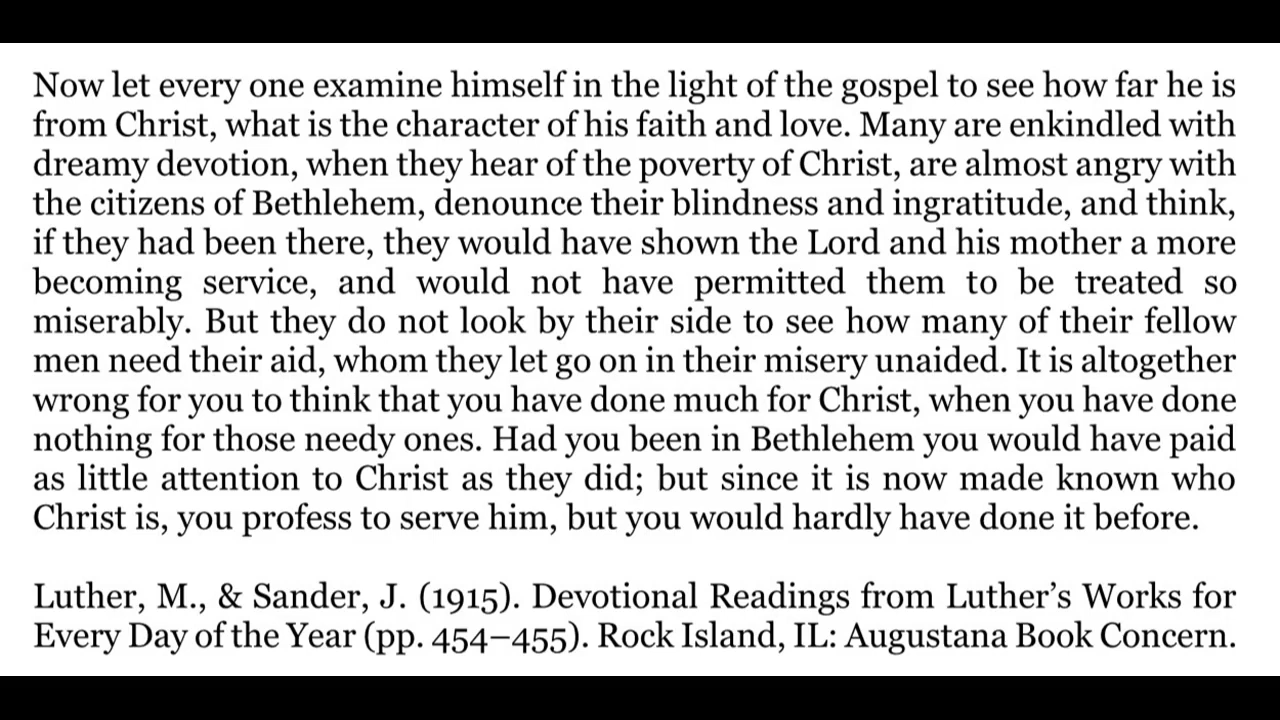 Now let every one examine himself in the light of the gospel to see how far he is
from Christ, what is the character of his faith and love. Many are enkindled with
dreamy devotion, when they hear of the poverty of Christ, are almost angry with
the citizens of Bethlehem, denounce their blindness and ingratitude, and think,
if they had been there, they would have shown the Lord and his mother a more
becoming service, and would not have permitted them to be treated so
miserably. But they do not look by their side to see how many of their fellow
men need their aid, whom they let go on in their misery unaided. It is altogether
wrong for you to think that you have done much for Christ, when you have done
nothing for those needy ones. Had you been in Bethlehem you would have paid
as little attention to Christ as they did; but since it is now made known who
Christ is, you profess to serve him, but you would hardly have done it before.
Luther, M., & Sander, J. (1915). Devotional Readings from Luther’s Works for
Every Day of the Year (pp. 454–455). Rock Island, IL: Augustana Book Concern.